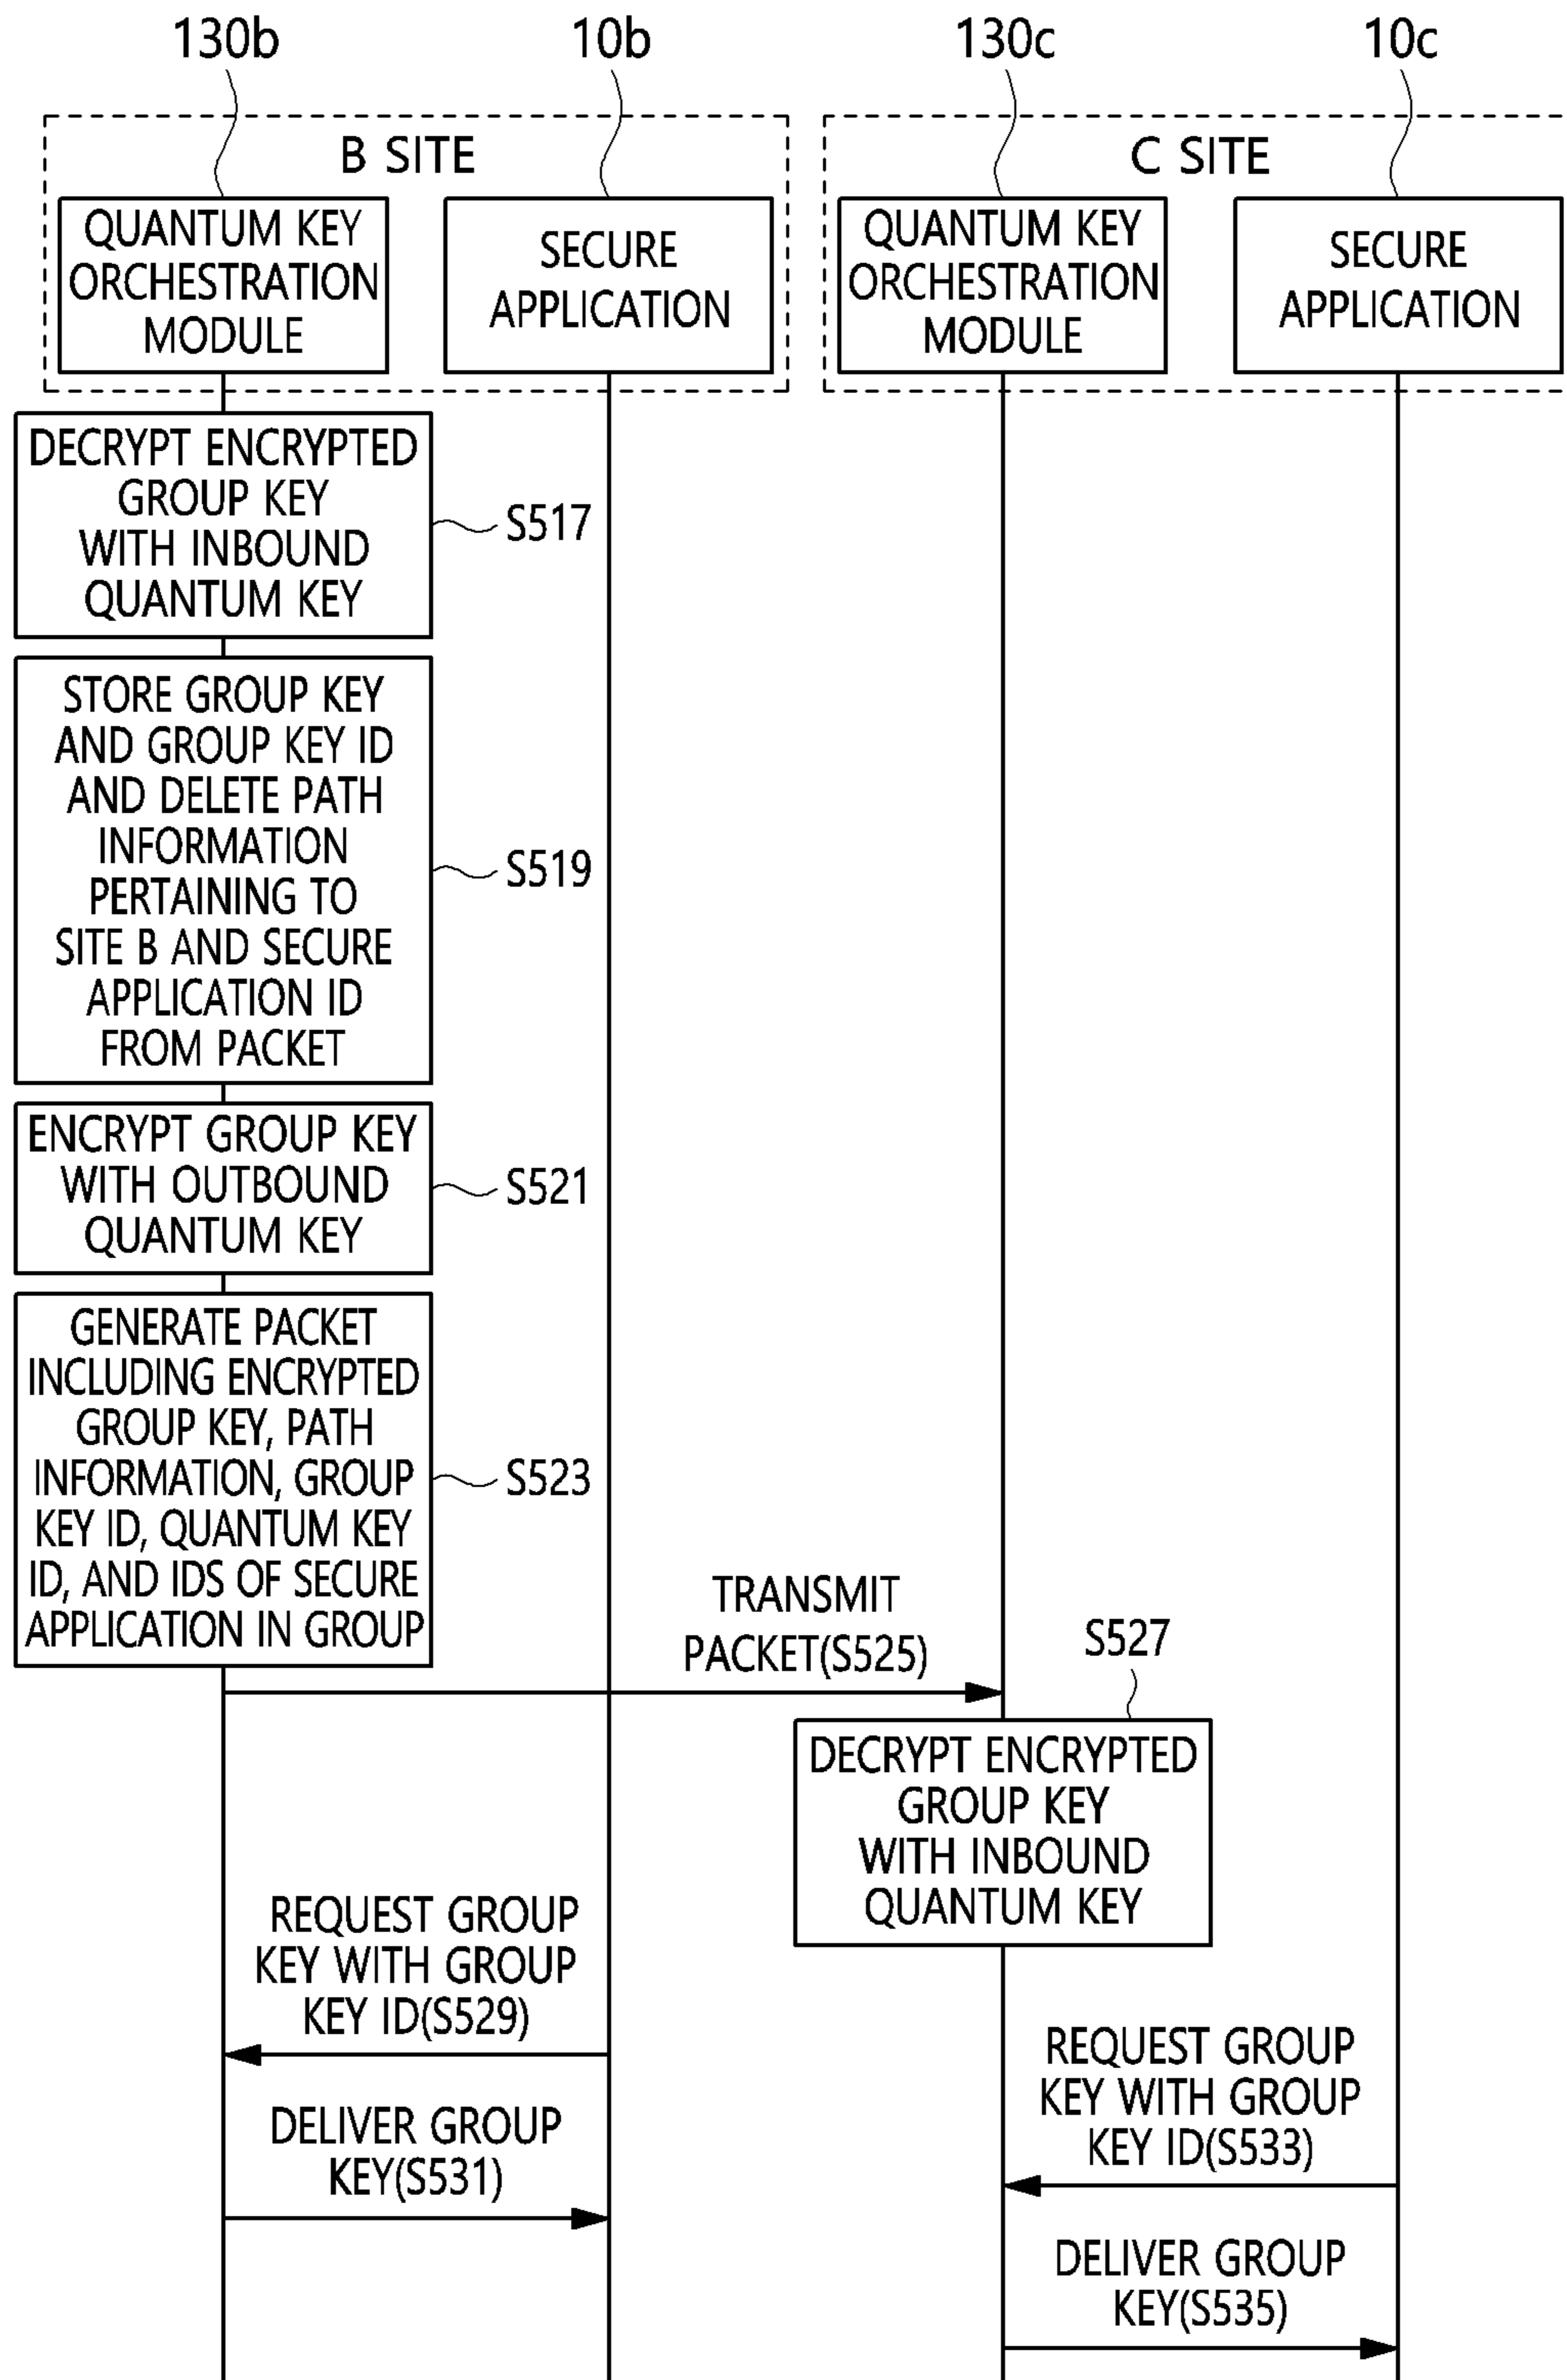 130b
10b
130c
10c
B SITE
C SITE
QUANTUM KEY
ORCHESTRATION
MODULE
SECURE
APPLICATION
QUANTUM KEY
ORCHESTRATION
MODULE
SECURE
APPLICATION
DECRYPT ENCRYPTED
GROUP KEY
WITH INBOUND
QUANTUM KEY
S517
STORE GROUP KEY
AND GROUP KEY ID
AND DELETE PATH
INFORMATION
PERTAINING TO
SITE B AND SECURE
APPLICATION ID
FROM PACKET
S519
ENCRYPT GROUP KEY
WITH OUTBOUND
QUANTUM KEY
S521
GENERATE PACKET
INCLUDING ENCRYPTED
GROUP KEY, PATH
INFORMATION, GROUP
KEY ID, QUANTUM KEY
ID, AND IDS OF SECURE
APPLICATION IN GROUP
S523
TRANSMIT
PACKET(S525)
S527
DECRYPT ENCRYPTED
GROUP KEY
WITH INBOUND
QUANTUM KEY
REQUEST GROUP
KEY WITH GROUP
KEY ID(S529)
DELIVER GROUP
KEY(S531)
REQUEST GROUP
KEY WITH GROUP
KEY ID(S533)
DELIVER GROUP
KEY(S535)